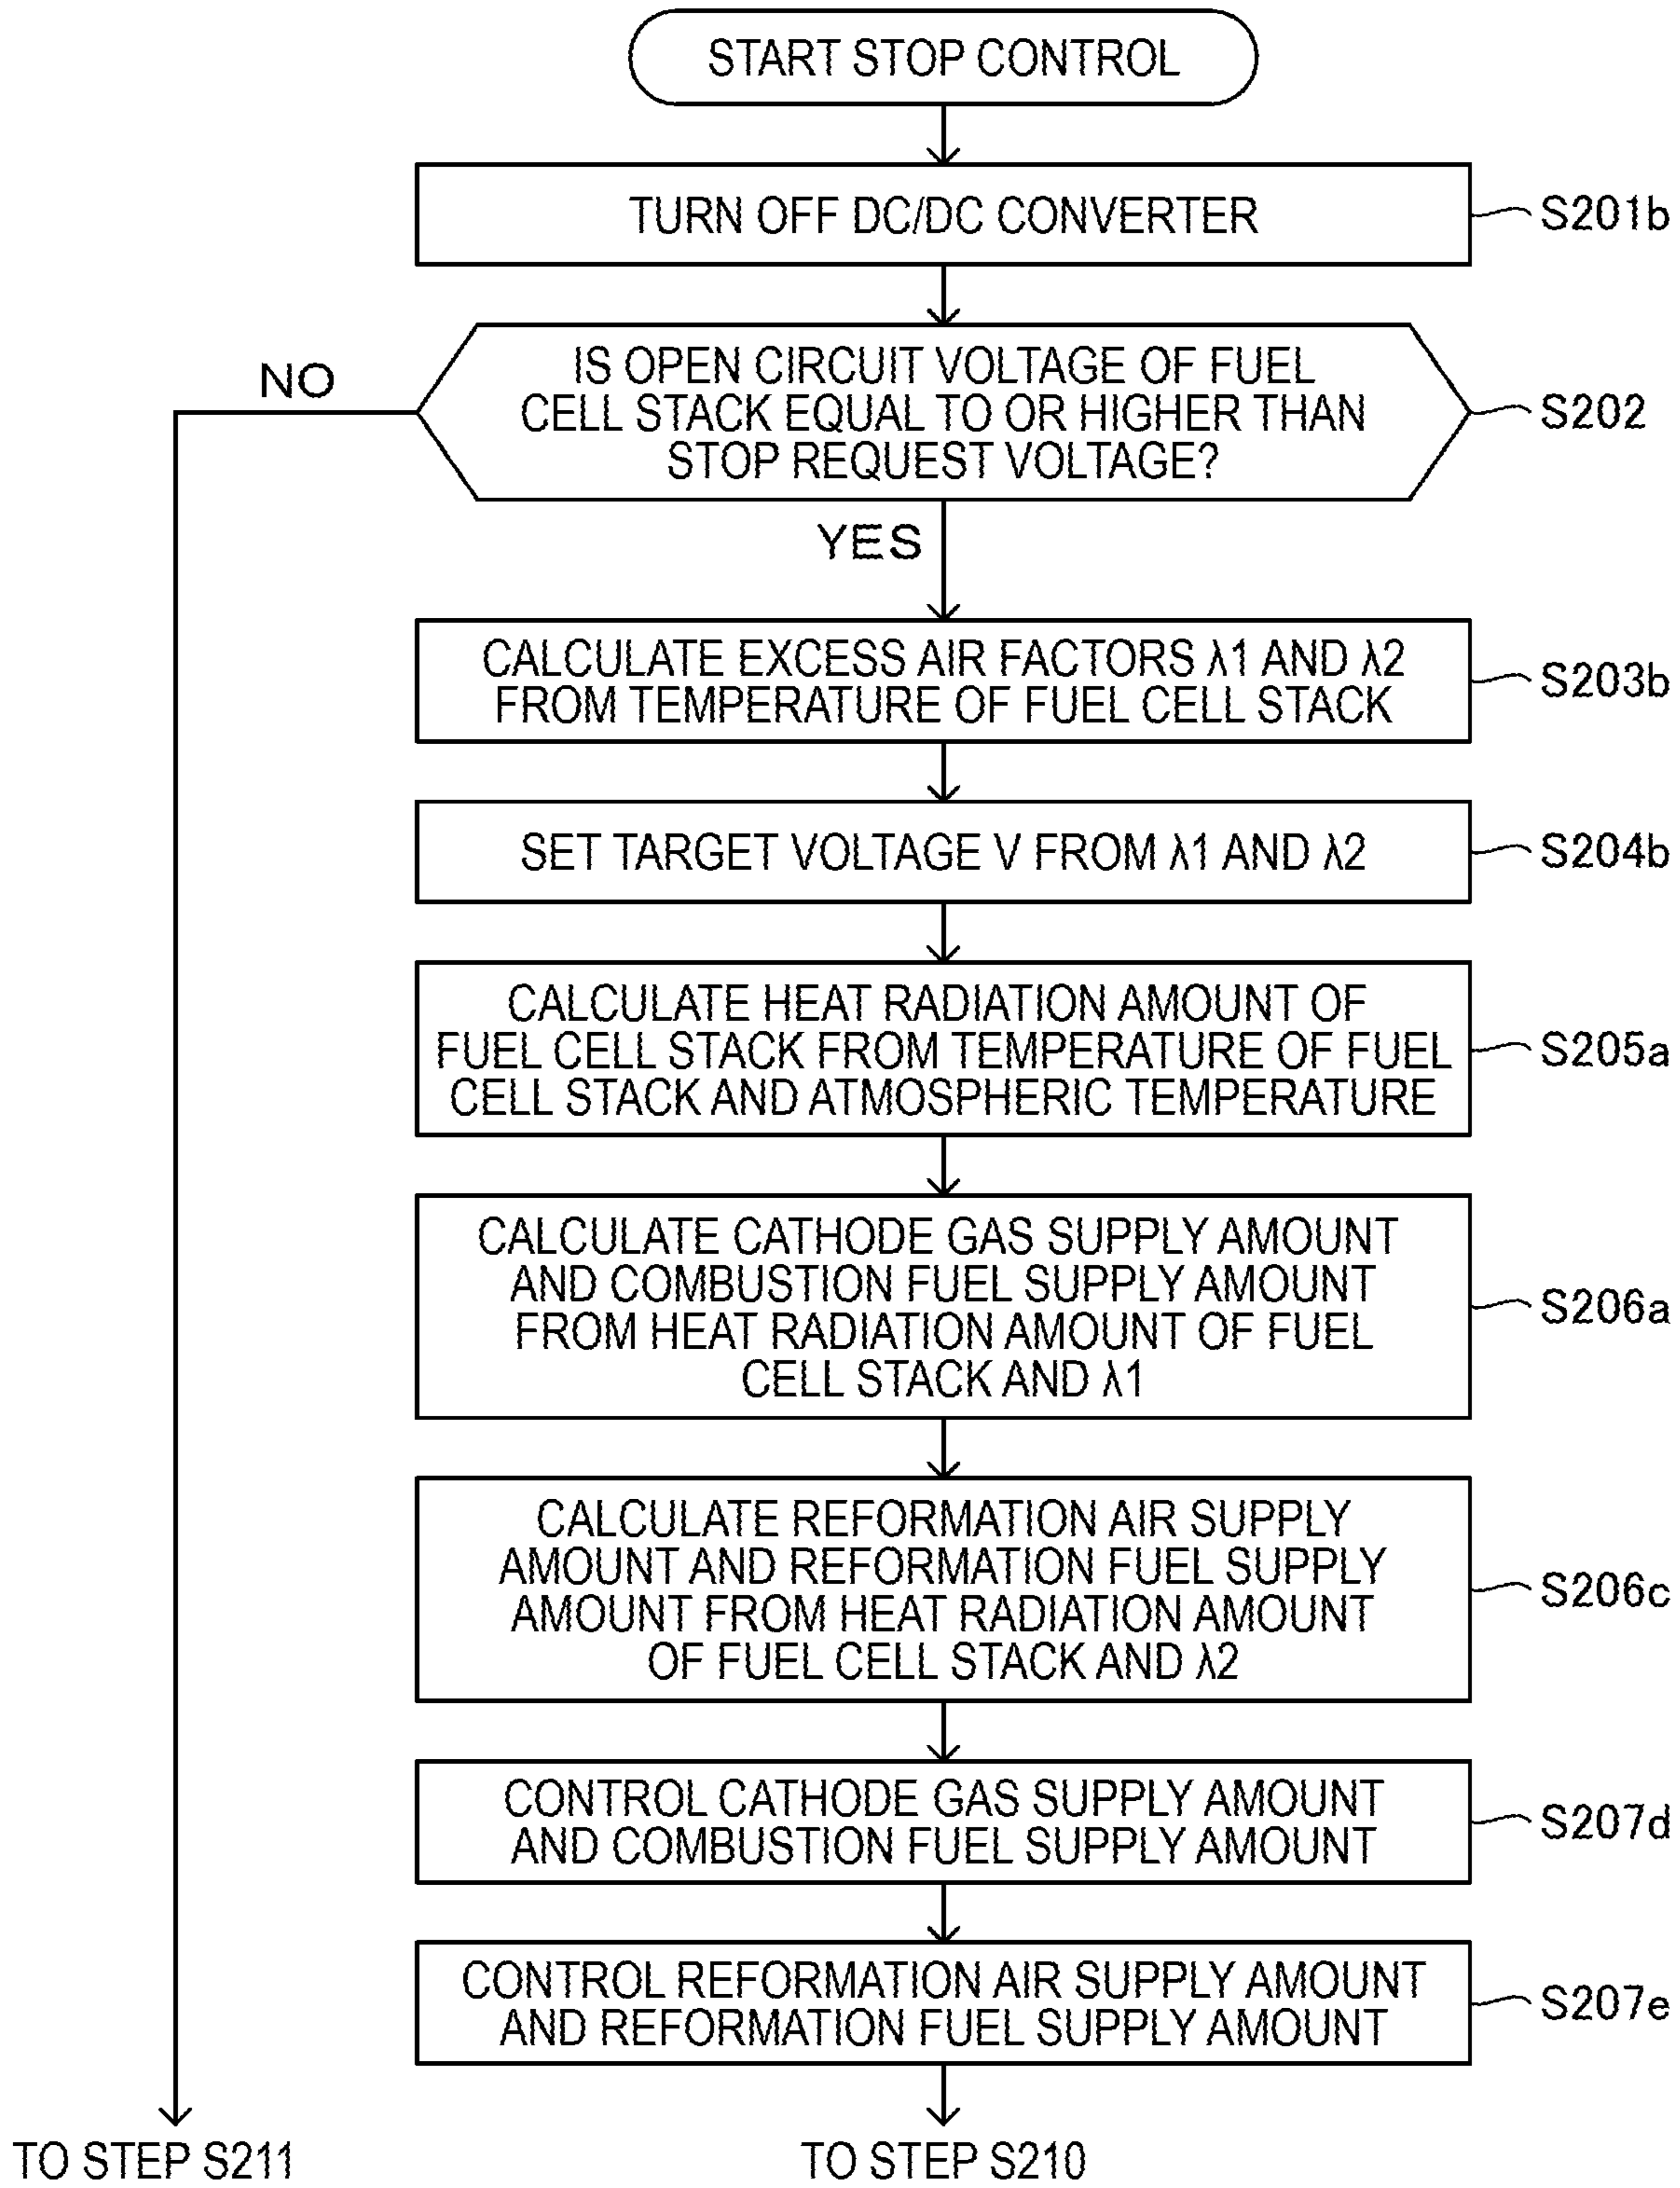 START STOP CONTROL
TURN OFF DC/DC CONVERTER
S201b
IS OPEN CIRCUIT VOLTAGE OF FUEL
CELL STACK EQUAL TO OR HIGHER THAN
STOP REQUEST VOLTAGE?
S202
NO
YES
CALCULATE EXCESS AIR FACTORS λ1 AND λ2
FROM TEMPERATURE OF FUEL CELL STACK
S203b
SET TARGET VOLTAGE V FROM λ1 AND λ2
S204b
CALCULATE HEAT RADIATION AMOUNT OF
FUEL CELL STACK FROM TEMPERATURE OF FUEL
CELL STACK AND ATMOSPHERIC TEMPERATURE
S205a
CALCULATE CATHODE GAS SUPPLY AMOUNT
AND COMBUSTION FUEL SUPPLY AMOUNT
FROM HEAT RADIATION AMOUNT OF FUEL
CELL STACK AND λ1
S206a
CALCULATE REFORMATION AIR SUPPLY
AMOUNT AND REFORMATION FUEL SUPPLY
AMOUNT FROM HEAT RADIATION AMOUNT
OF FUEL CELL STACK AND λ2
S206c
CONTROL CATHODE GAS SUPPLY AMOUNT
AND COMBUSTION FUEL SUPPLY AMOUNT
S207d
CONTROL REFORMATION AIR SUPPLY AMOUNT
AND REFORMATION FUEL SUPPLY AMOUNT
S207e
TO STEP S211
TO STEP S210